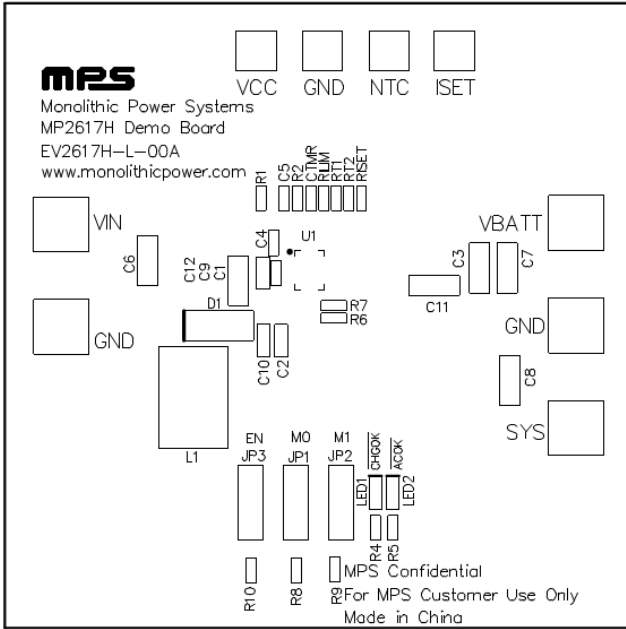 VCC GND NTC ISET
MPS
Monolithic Power Systems
MP2617H Demo Board
EV2617H-L-00A
www.monolithicpower.com
R1 C5 R2 CTMR RLIM RT1 RT2 RISET
VIN
VBATT
C6
C12 C9 C1
C4
U1
C3 C7
C11
D1
R7
R6
GND
GND
C10 C2
C8
SYS
L1
EN M0 M1
JP3 JP1 JP2
CHGOK ACOK
LED1 LED2
R4 R5
R10 R8 R9
MPS Confidential
For MPS Customer Use Only
Made in China